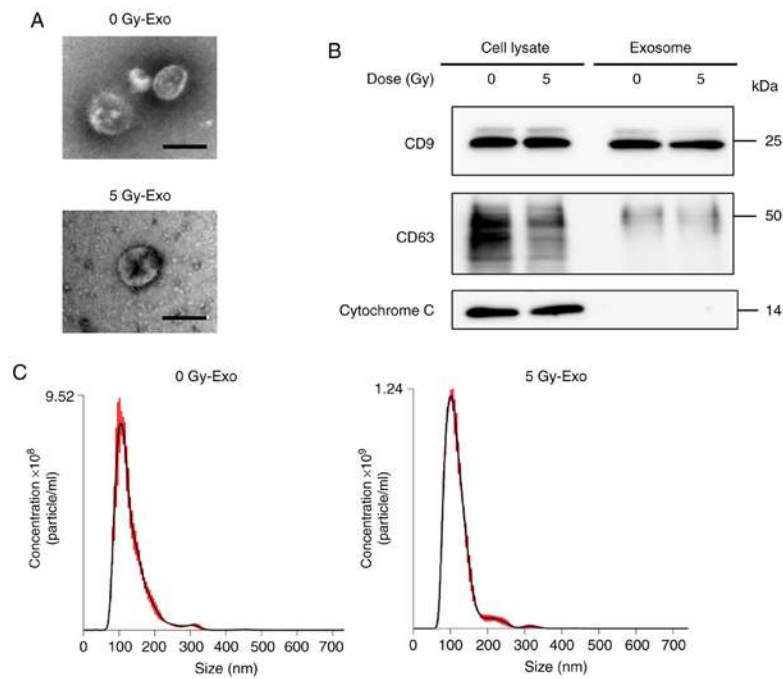 A
0 Gy-Exo
5 Gy-Exo
B
Cell lysate Exosome
Dose (Gy) 0 5 0 5 kDa
CD9 25
CD63 50
Cytochrome C 14
C
0 Gy-Exo
9.52
Concentration ×10⁸
(particle/ml)
0 100 200 300 400 500 600 700
Size (nm)
5 Gy-Exo
1.24
Concentration ×10⁹
(particle/ml)
0 100 200 300 400 500 600 700
Size (nm)